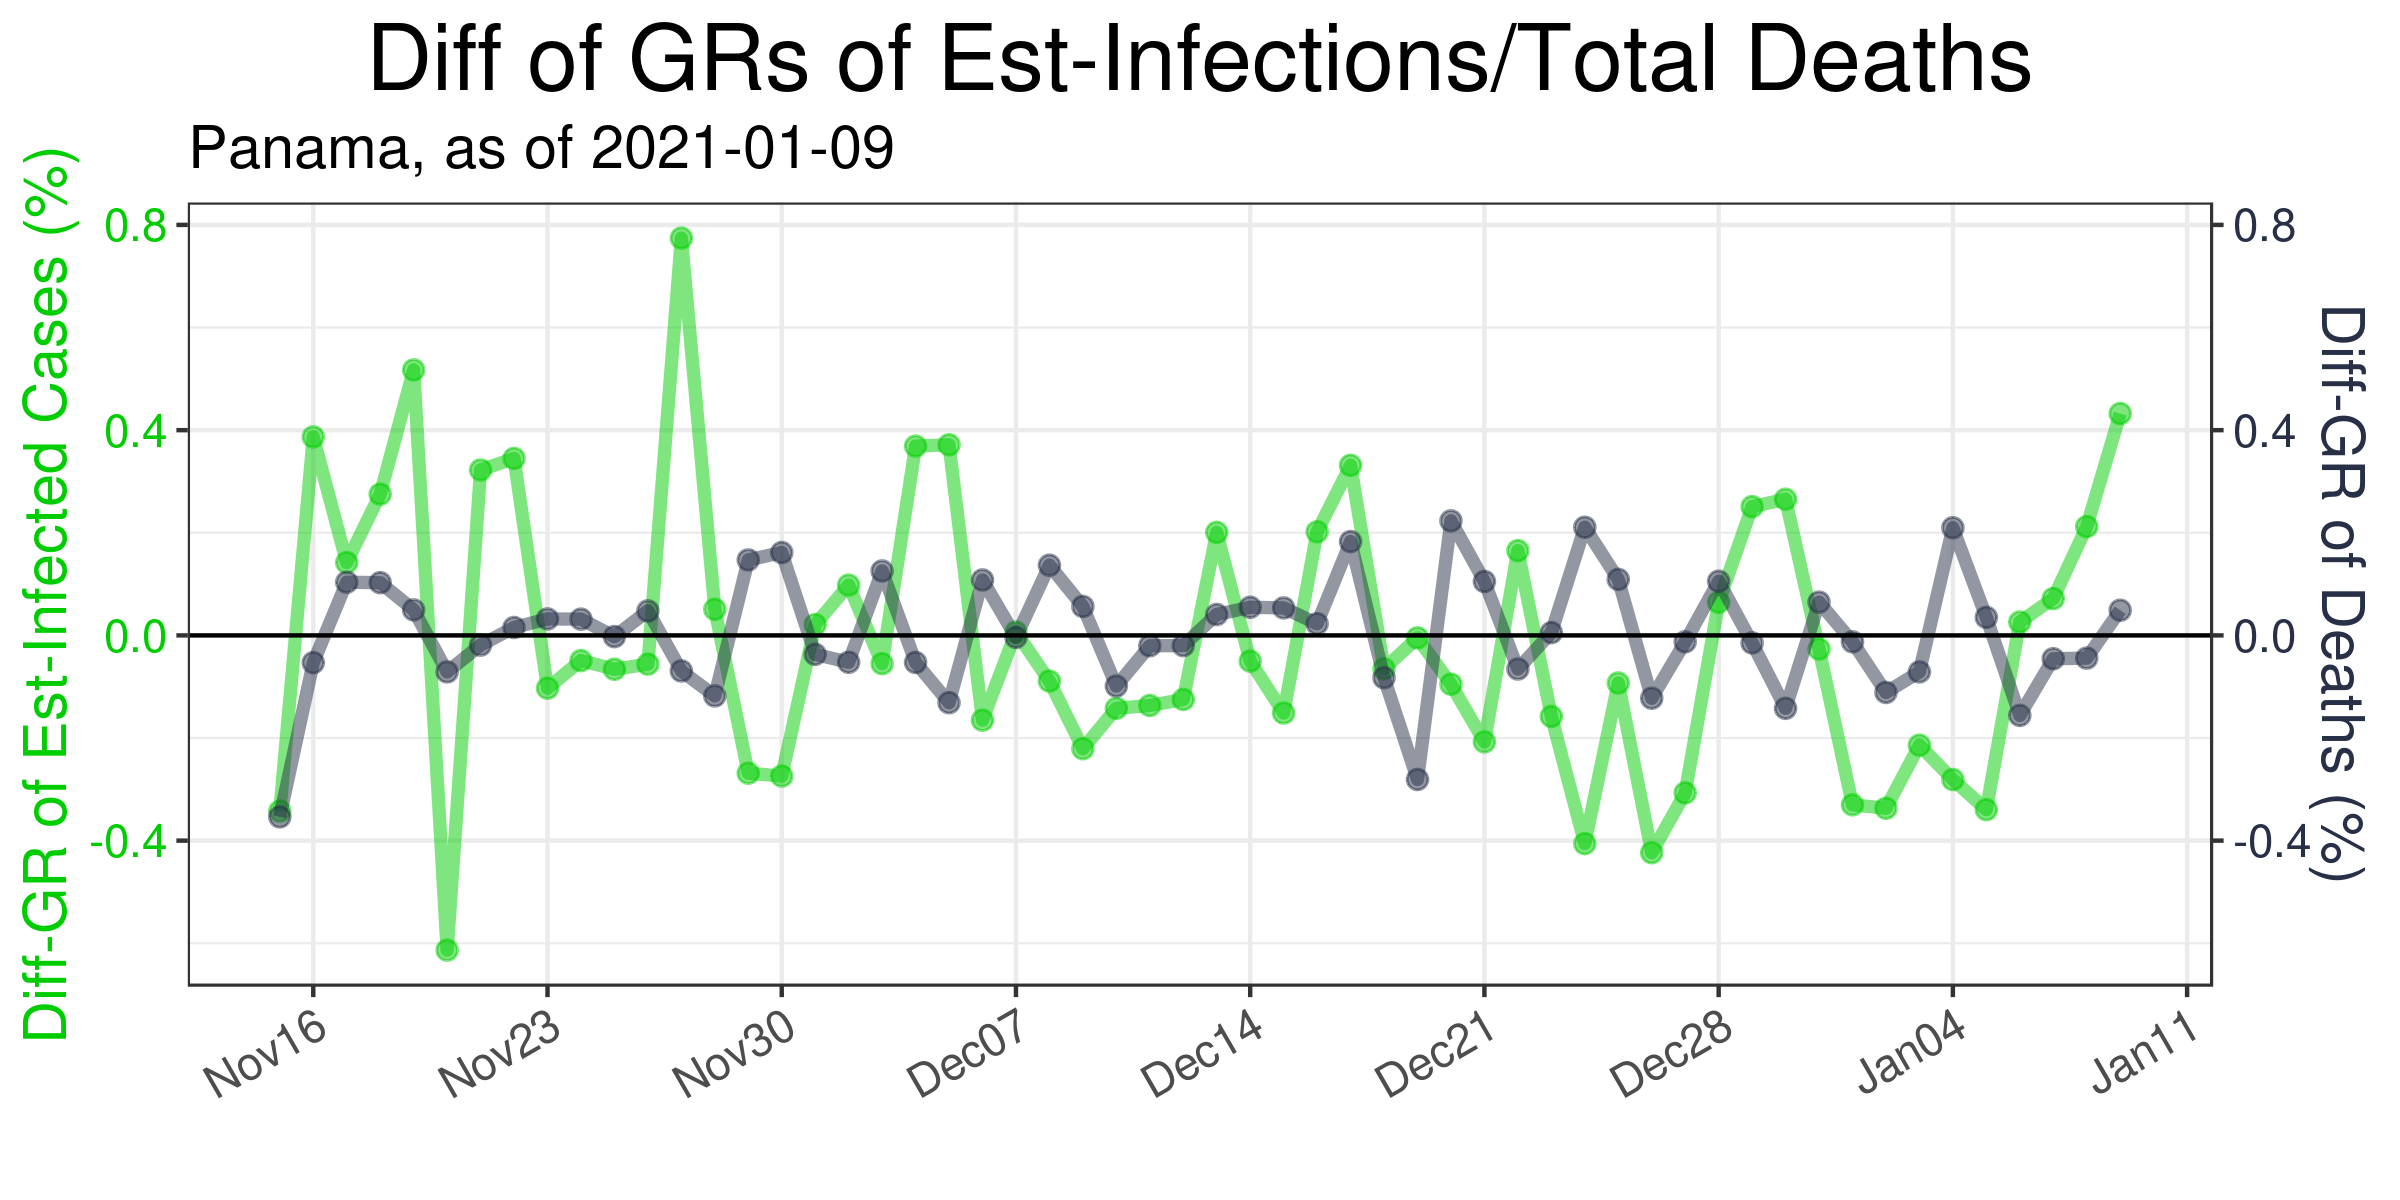 Diff of GRs of Est-Infections/Total Deaths
Panama, as of 2021-01-09
Diff-GR of Est-Infected Cases (%)
0.8
0.4
0.0
-0.4
0.8
0.4
0.0
-0.4
Diff-GR of Deaths (%)
Nov16
Nov23
Nov30
Dec07
Dec14
Dec21
Dec28
Jan04
Jan11